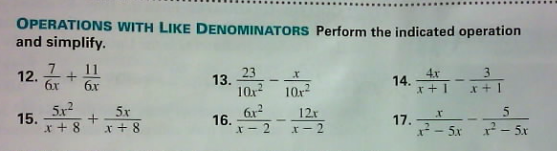 OPERATIONS WITH LIKE DENOMINATORS Perform the indicated operation
and simplify.
12. 7/6x + 11/6x 13. 23/10x² − x/10x² 14. 4x/x + 1 − 3/x + 1
15. 5x²/x + 8 + 5x/x + 8 16. 6x²/x − 2 − 12x/x − 2 17. x/x² − 5x − 5/x² − 5x